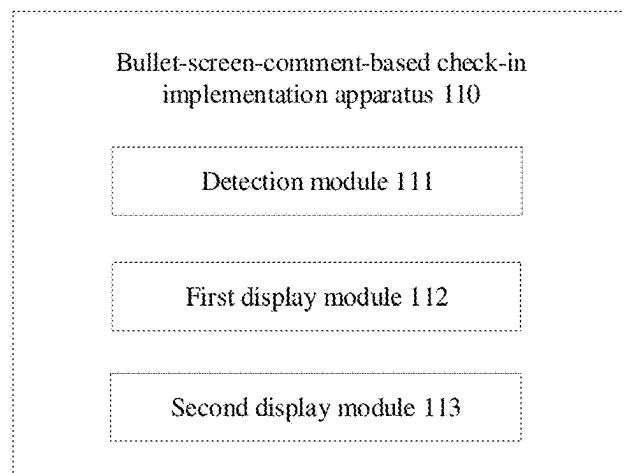 Bullet-screen-comment-based check-in
implementation apparatus 110
Detection module 111
First display module 112
Second display module 113